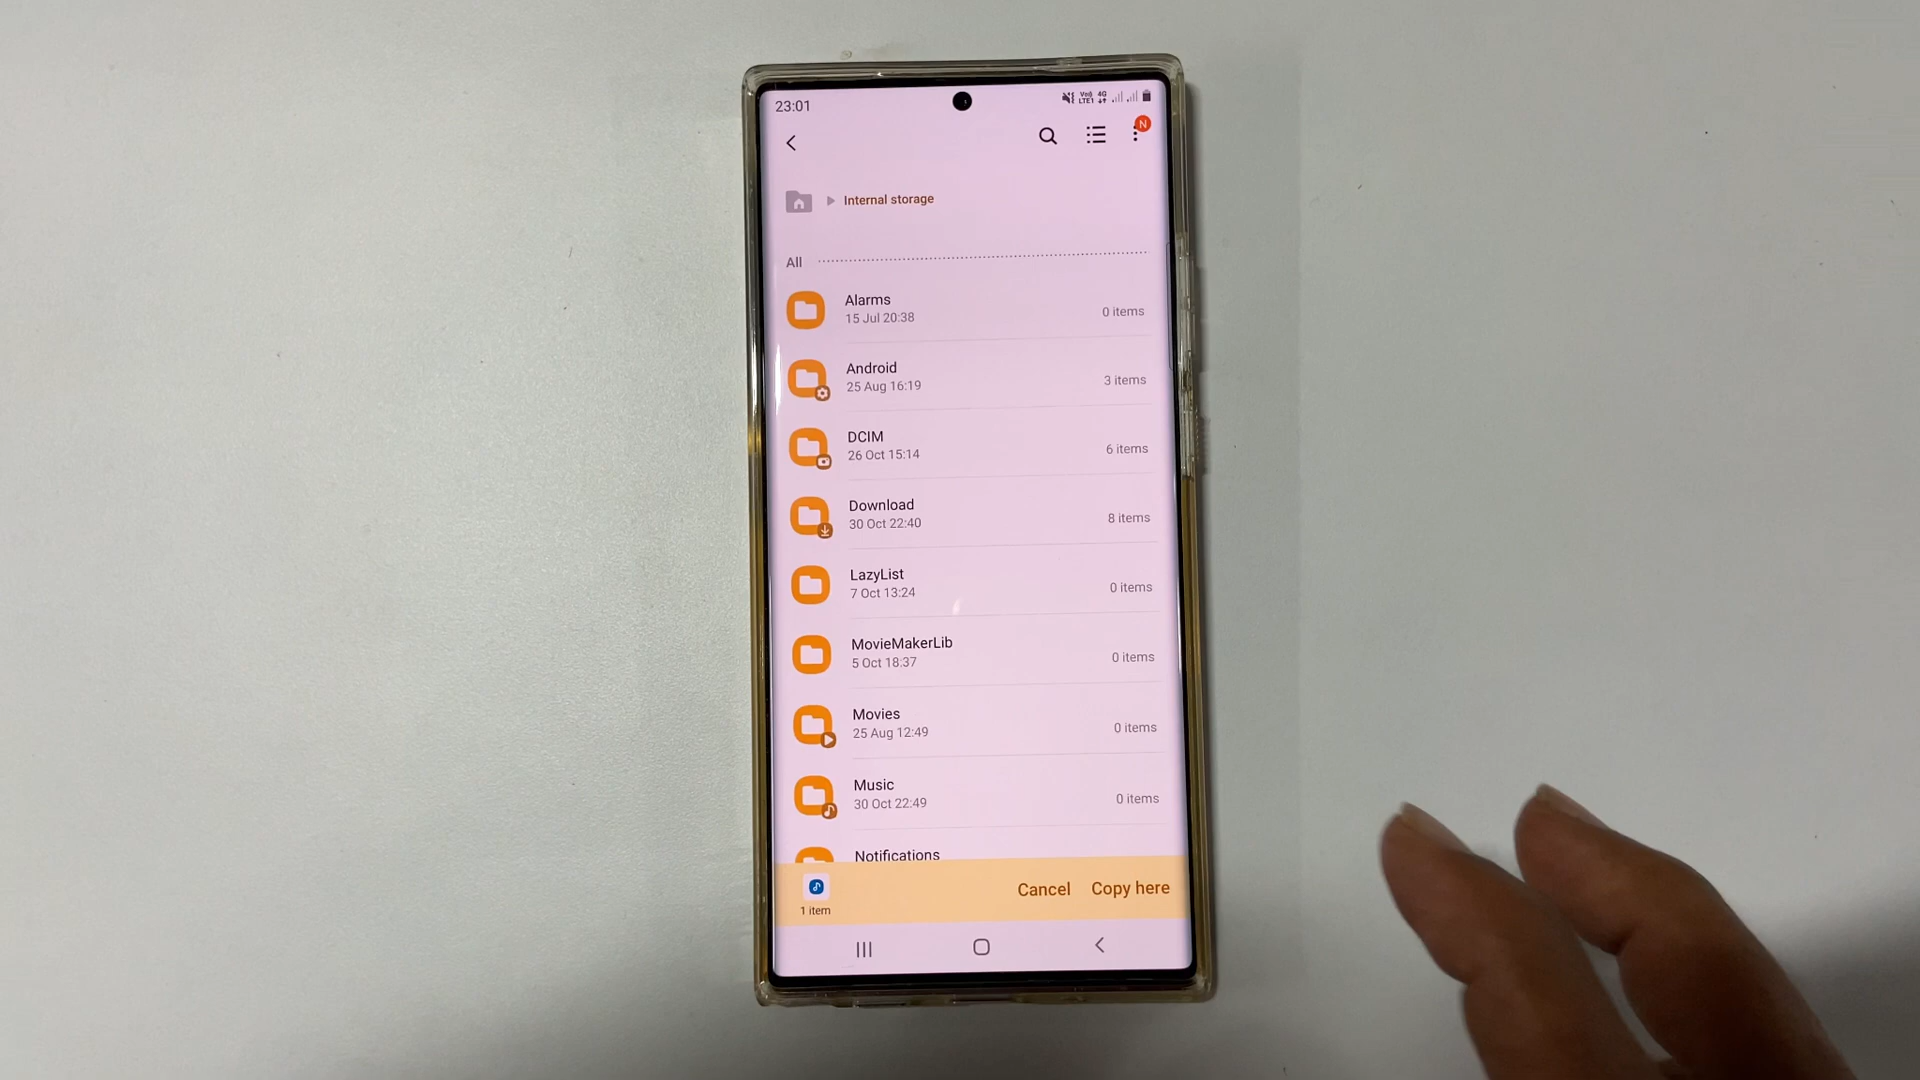 23:01
Vo))
LTE1
4G
N
Internal storage
All
Alarms
15 Jul 20:38
0 items
Android
25 Aug 16:19
3 items
DCIM
26 Oct 15:14
6 items
Download
30 Oct 22:40
8 items
LazyList
7 Oct 13:24
0 items
MovieMakerLib
5 Oct 18:37
0 items
Movies
25 Aug 12:49
0 items
Music
30 Oct 22:49
0 items
Notifications
1 item
Cancel
Copy here